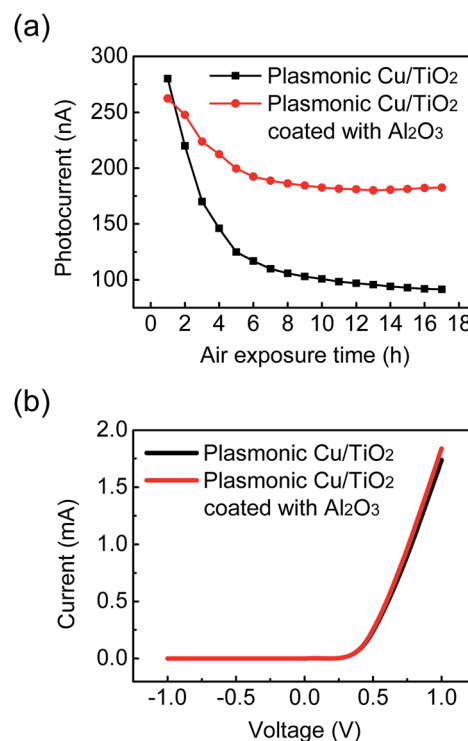 (a)
300
250
200
150
100
Photocurrent (nA)
Plasmonic Cu/TiO₂
Plasmonic Cu/TiO₂
coated with Al₂O₃
0 2 4 6 8 10 12 14 16 18
Air exposure time (h)
(b)
2.0
1.5
1.0
0.5
0.0
Current (mA)
Plasmonic Cu/TiO₂
Plasmonic Cu/TiO₂
coated with Al₂O₃
-1.0 -0.5 0.0 0.5 1.0
Voltage (V)